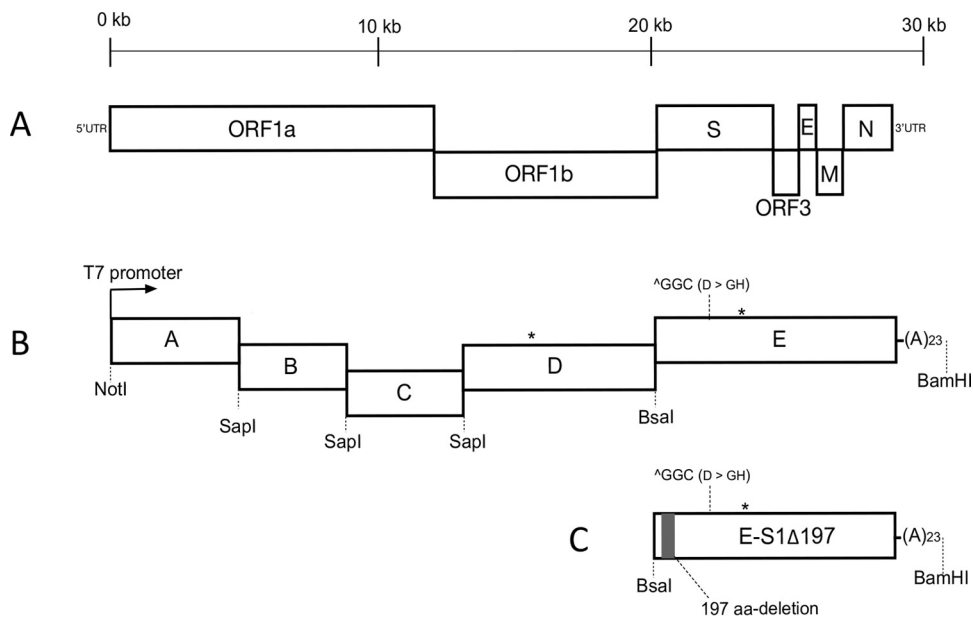 0 kb 10 kb 20 kb 30 kb
A
5'UTR ORF1a S E N 3'UTR
ORF1b M
ORF3
T7 promoter
^GGC (D > GH)
B
A B C D * E * (A)23
NotI BamHI
SapI SapI SapI BsaI
^GGC (D > GH)
*
C
E-S1Δ197 (A)23
BsaI BamHI
197 aa-deletion